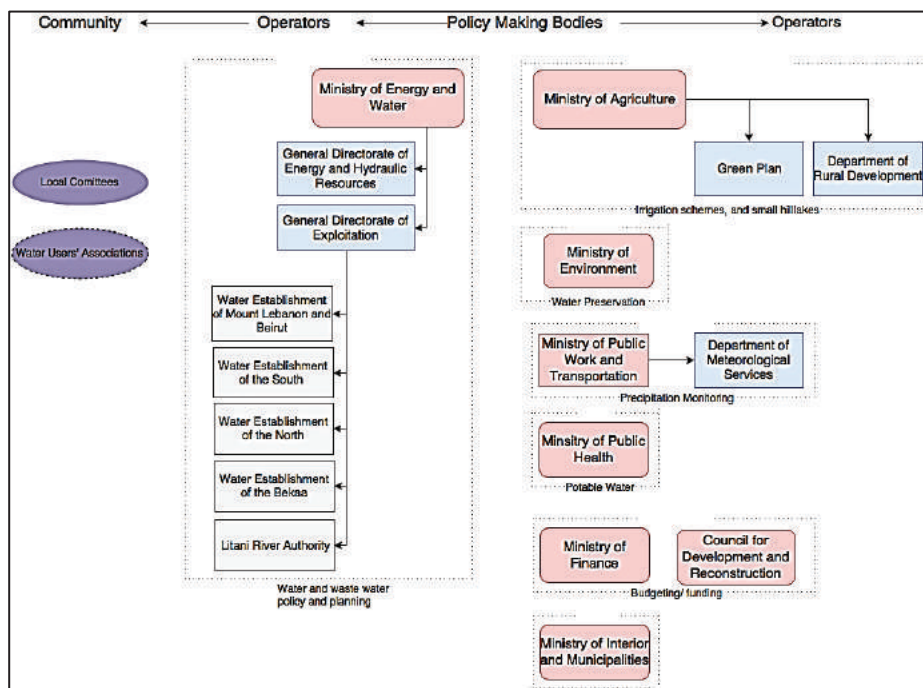 Community
Operators
Policy Making Bodies
Operators
Ministry of Energy and
Water
General Directorate of
Energy and Hydraulic
Resources
General Directorate of
Exploitation
Local Comittees
Water Users' Associations
Water Establishment
of Mount Lebanon and
Beirut
Water Establishment
of the South
Water Establishment
of the North
Water Establishment
of the Bekaa
Litani River Authority
Water and waste water
policy and planning
Ministry of Agriculture
Green Plan
Department of
Rural Development
Irrigation schemes, and small hilllakes
Ministry of
Environment
Water Preservation
Ministry of Public
Work and
Transportation
Department of
Meteorological
Services
Precipitation Monitoring
Minsitry of Public
Health
Potable Water
Ministry of
Finance
Council for
Development and
Reconstruction
Budgeting/ funding
Ministry of Interior
and Municipalities